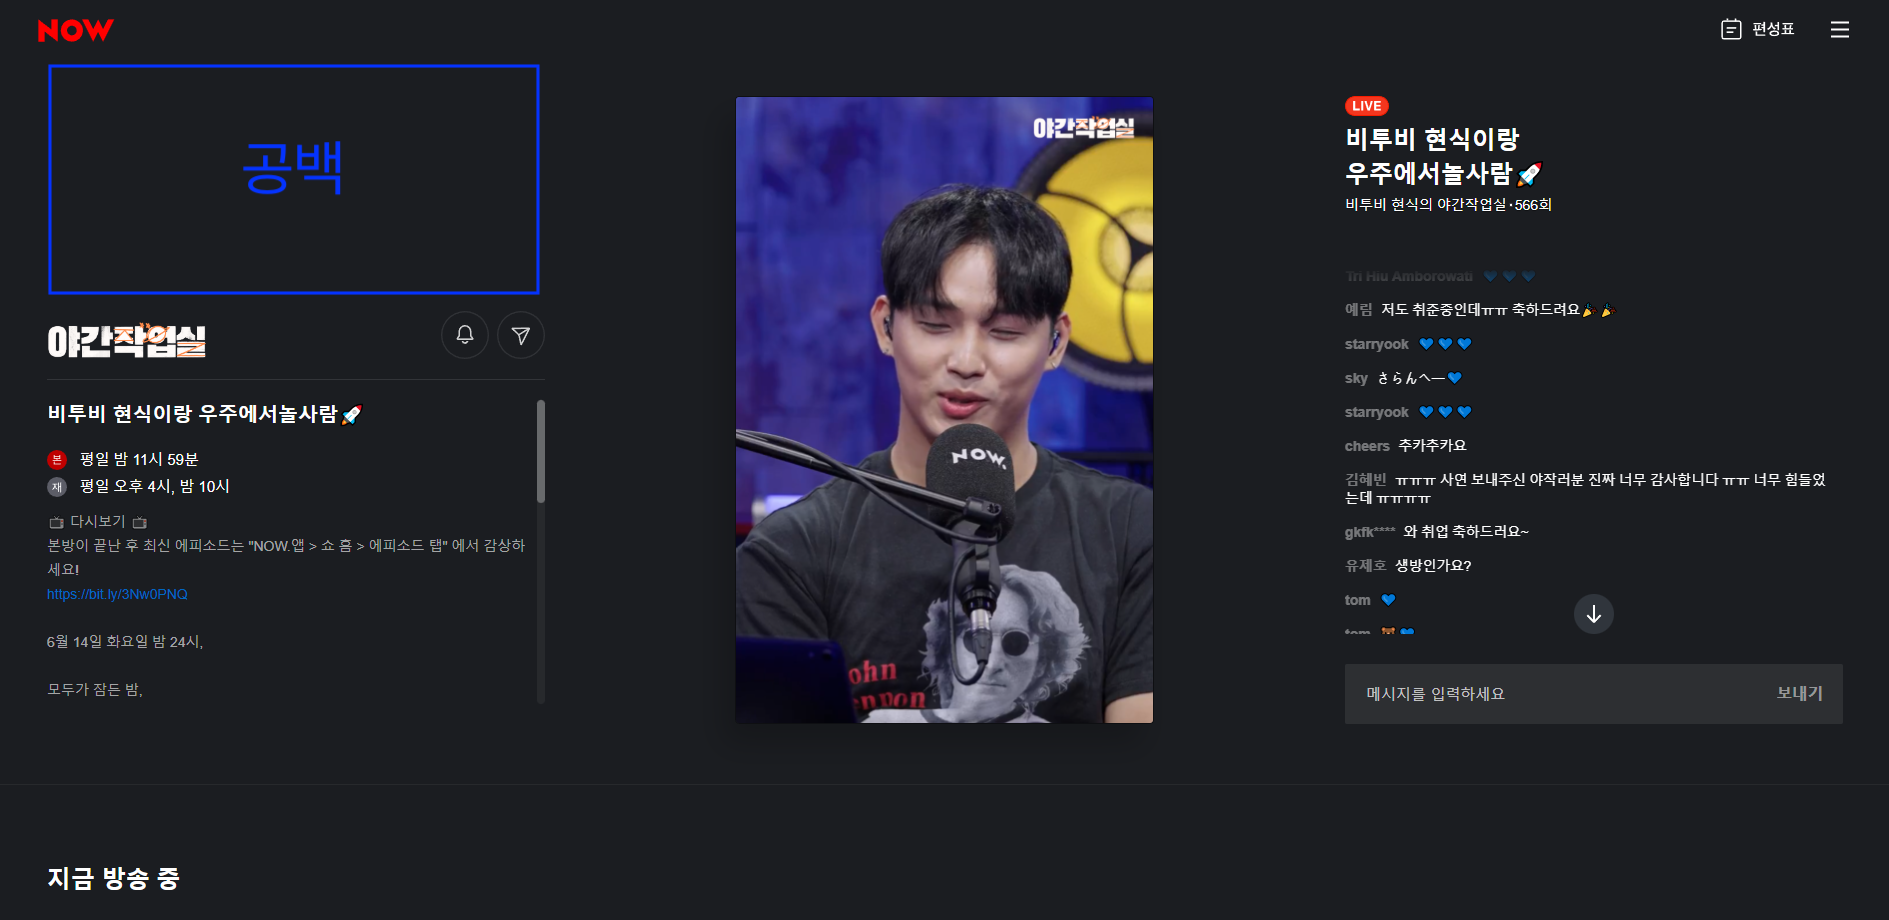 NOW
편성표
공백
야간작업실
비투비 현식이랑 우주에서놀사람🚀
본 평일 밤 11시 59분
재 평일 오후 4시, 밤 10시
📺 다시보기 📺
본방이 끝난 후 최신 에피소드는 "NOW.앱 > 쇼 홈 > 에피소드 탭" 에서 감상하
세요!
https://bit.ly/3Nw0PNQ
6월 14일 화요일 밤 24시,
모두가 잠든 밤,
야간작업실
NOW.
John
Lennon
LIVE
비투비 현식이랑
우주에서놀사람🚀
비투비 현식의 야간작업실·566회
Tri Hiu Amborowati 💙 💙 💙
예림 저도 취준중인데ㅠㅠ 축하드려요🎉 🎉
starryook 💙 💙 💙
sky さらんへー💙
starryook 💙 💙 💙
cheers 추카추카요
김혜빈 ㅠㅠㅠ 사연 보내주신 야작러분 진짜 너무 감사합니다 ㅠㅠ 너무 힘들었
는데 ㅠㅠㅠㅠ
gkfk**** 와 취업 축하드러요~
유제호 생방인가요?
tom 💙
tom 🐻💙
메시지를 입력하세요 보내기
지금 방송 중